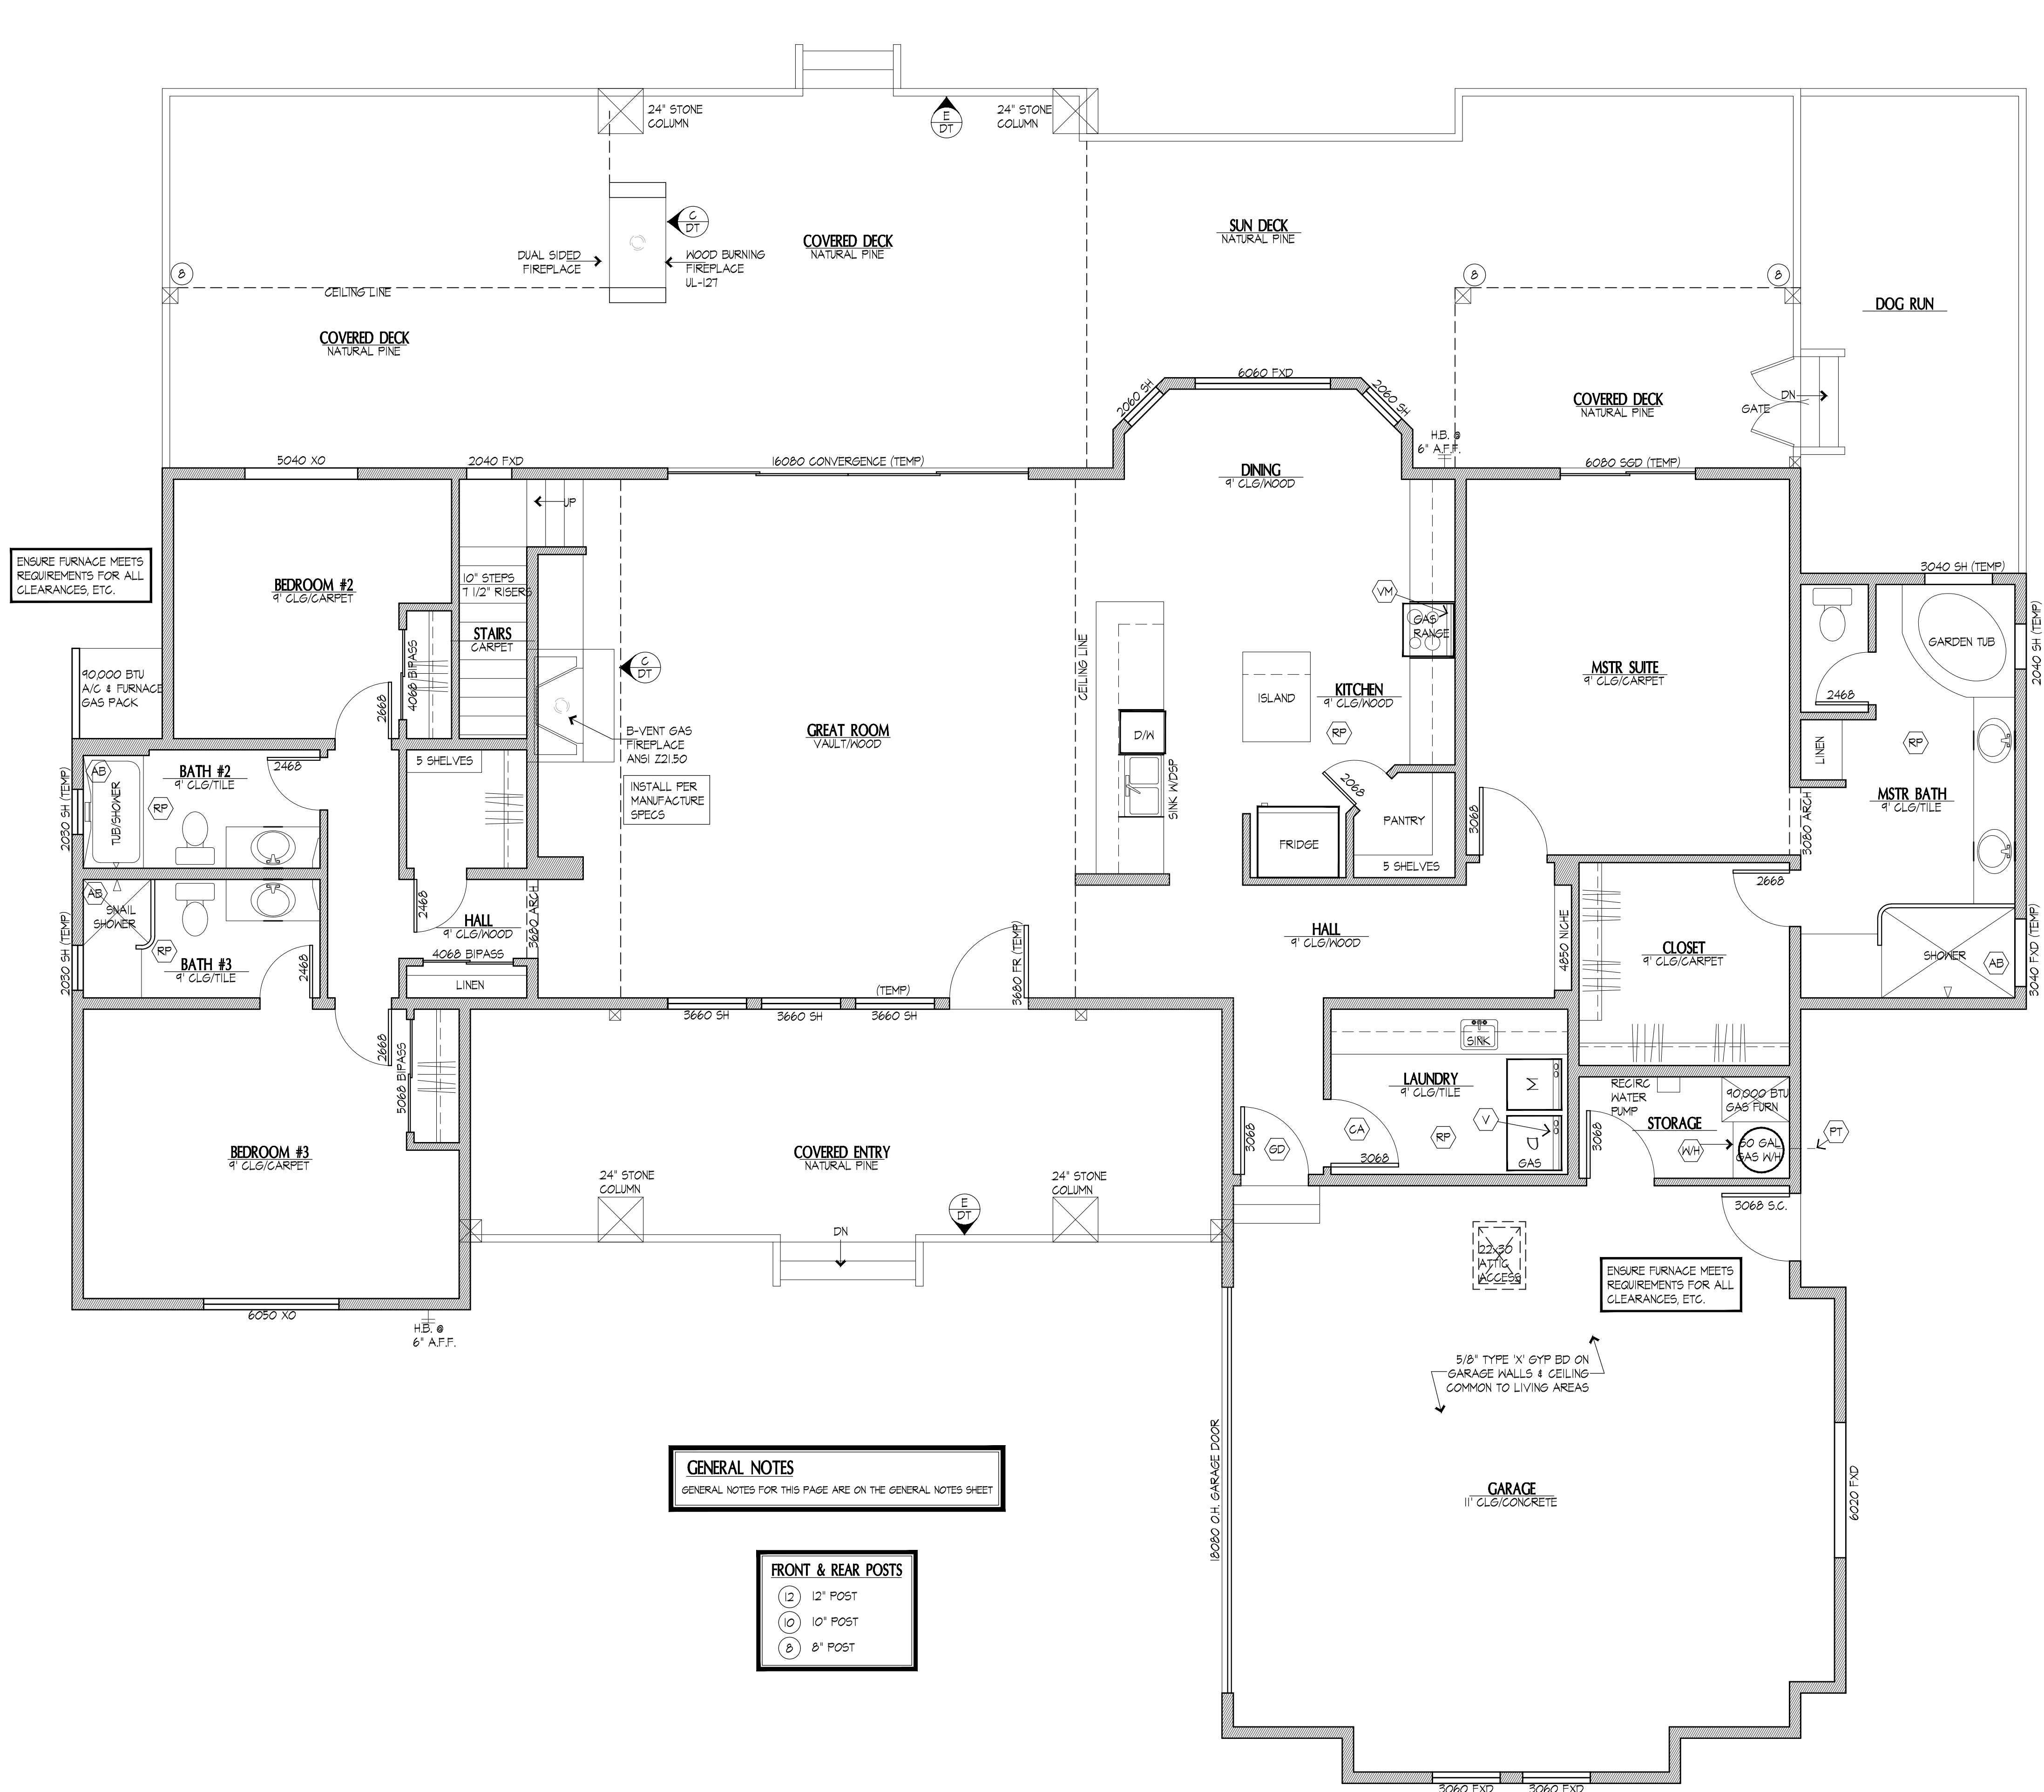 24" STONE
COLUMN
E
DT
24" STONE
COLUMN
C
DT
DUAL SIDED
FIREPLACE
WOOD BURNING
FIREPLACE
UL-127
COVERED DECK
NATURAL PINE
SUN DECK
NATURAL PINE
8
CEILING LINE
COVERED DECK
NATURAL PINE
8
8
DOG RUN
COVERED DECK
NATURAL PINE
GATE
DN
2060 SH
6060 FXD
2060 SH
H.B. @
6" A.F.F.
5040 XO
2040 FXD
16080 CONVERGENCE (TEMP)
6080 SGD (TEMP)
DINING
9' CLG/WOOD
UP
ENSURE FURNACE MEETS
REQUIREMENTS FOR ALL
CLEARANCES, ETC.
BEDROOM #2
9' CLG/CARPET
10" STEPS
7 1/2" RISERS
STAIRS
CARPET
4068 BIPASS
2668
90,000 BTU
A/C & FURNACE
GAS PACK
C
DT
B-VENT GAS
FIREPLACE
ANSI Z21.50
INSTALL PER
MANUFACTURE
SPECS
GREAT ROOM
VAULT/WOOD
CEILING LINE
D/W
SINK W/DSP
ISLAND
VM
GAS
RANGE
KITCHEN
9' CLG/WOOD
RP
2068
PANTRY
5 SHELVES
FRIDGE
MSTR SUITE
9' CLG/CARPET
3068
3040 SH (TEMP)
2040 SH (TEMP)
GARDEN TUB
2468
LINEN
RP
MSTR BATH
9' CLG/TILE
3080 ARCH
2030 SH (TEMP)
AB
TUB/SHOWER
BATH #2
9' CLG/TILE
RP
2468
5 SHELVES
2030 SH (TEMP)
AB
SNAIL
SHOWER
RP
BATH #3
9' CLG/TILE
2468
2468
HALL
9' CLG/WOOD
3680 ARCH
4068 BIPASS
LINEN
(TEMP)
3660 SH
3660 SH
3660 SH
3680 FR (TEMP)
HALL
9' CLG/WOOD
4850 NICHE
2668
CLOSET
9' CLG/CARPET
SHOWER
AB
3040 FXD (TEMP)
2668
5068 BIPASS
BEDROOM #3
9' CLG/CARPET
6050 XO
H.B. @
6" A.F.F.
COVERED ENTRY
NATURAL PINE
24" STONE
COLUMN
24" STONE
COLUMN
E
DT
DN
SINK
LAUNDRY
9' CLG/TILE
W
D
GAS
V
CA
RP
3068
3068
GD
RECIRC
WATER
PUMP
90,000 BTU
GAS FURN
STORAGE
W/H
50 GAL
GAS W/H
PT
3068
3068 S.C.
22x30
ATTIC
ACCESS
ENSURE FURNACE MEETS
REQUIREMENTS FOR ALL
CLEARANCES, ETC.
5/8" TYPE 'X' GYP BD ON
GARAGE WALLS & CEILING
COMMON TO LIVING AREAS
18080 O.H. GARAGE DOOR
GARAGE
11' CLG/CONCRETE
6020 FXD
3060 FXD
3060 FXD
GENERAL NOTES
GENERAL NOTES FOR THIS PAGE ARE ON THE GENERAL NOTES SHEET
FRONT & REAR POSTS
12 12" POST
10 10" POST
8 8" POST